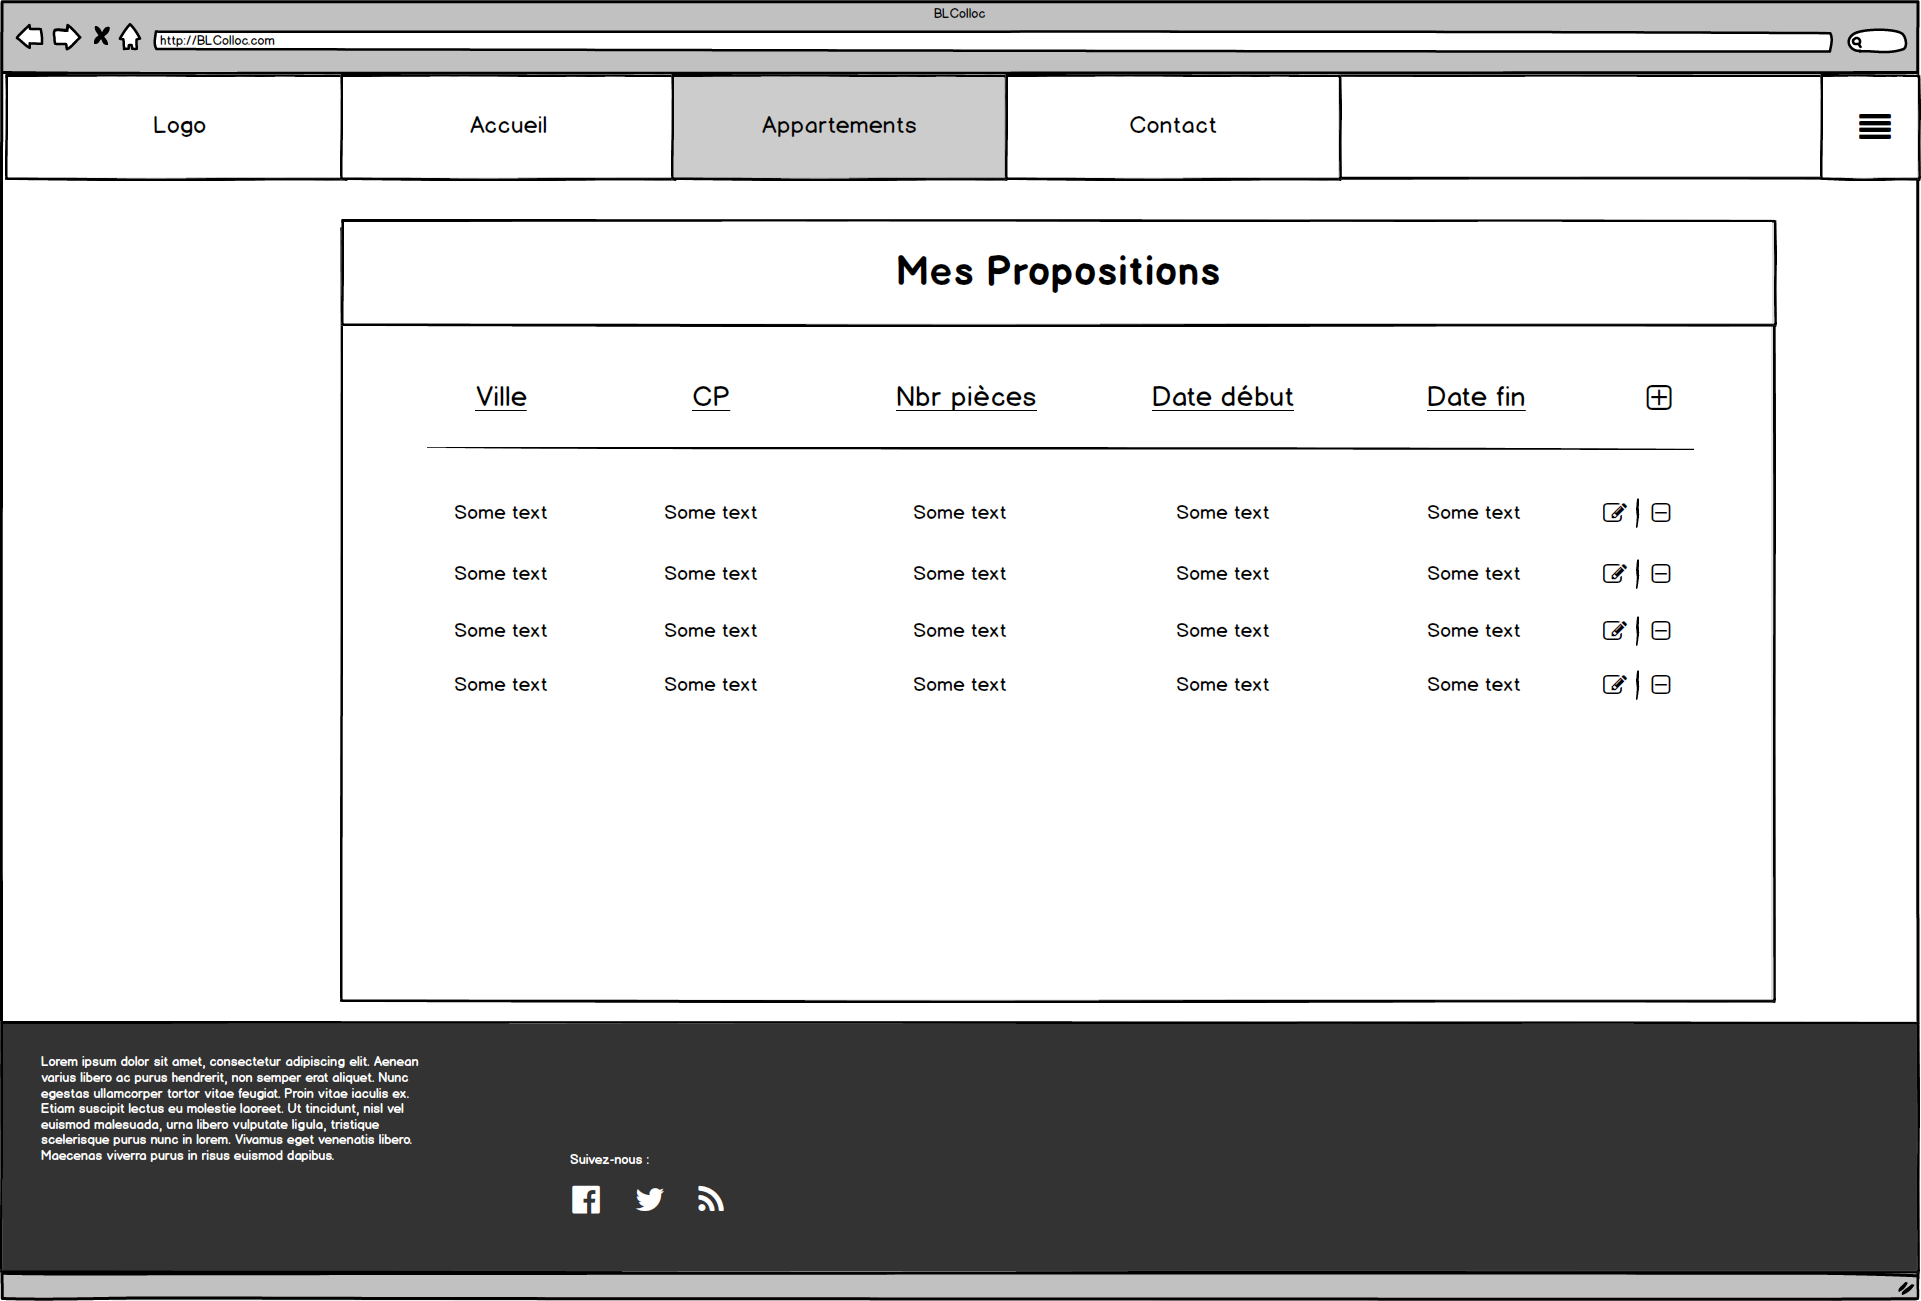 BLColloc
http://BLColloc.com
Logo Accueil Appartements Contact
Mes Propositions
Ville CP Nbr pièces Date début Date fin
Some text Some text Some text Some text Some text
Some text Some text Some text Some text Some text
Some text Some text Some text Some text Some text
Some text Some text Some text Some text Some text
Lorem ipsum dolor sit amet, consectetur adipiscing elit. Aenean
varius libero ac purus hendrerit, non semper erat aliquet. Nunc
egestas ullamcorper tortor vitae feugiat. Proin vitae iaculis ex.
Etiam suscipit lectus eu molestie laoreet. Ut tincidunt, nisl vel
euismod malesuada, urna libero vulputate ligula, tristique
scelerisque purus nunc in lorem. Vivamus eget venenatis libero.
Maecenas viverra purus in risus euismod dapibus.
Suivez-nous :